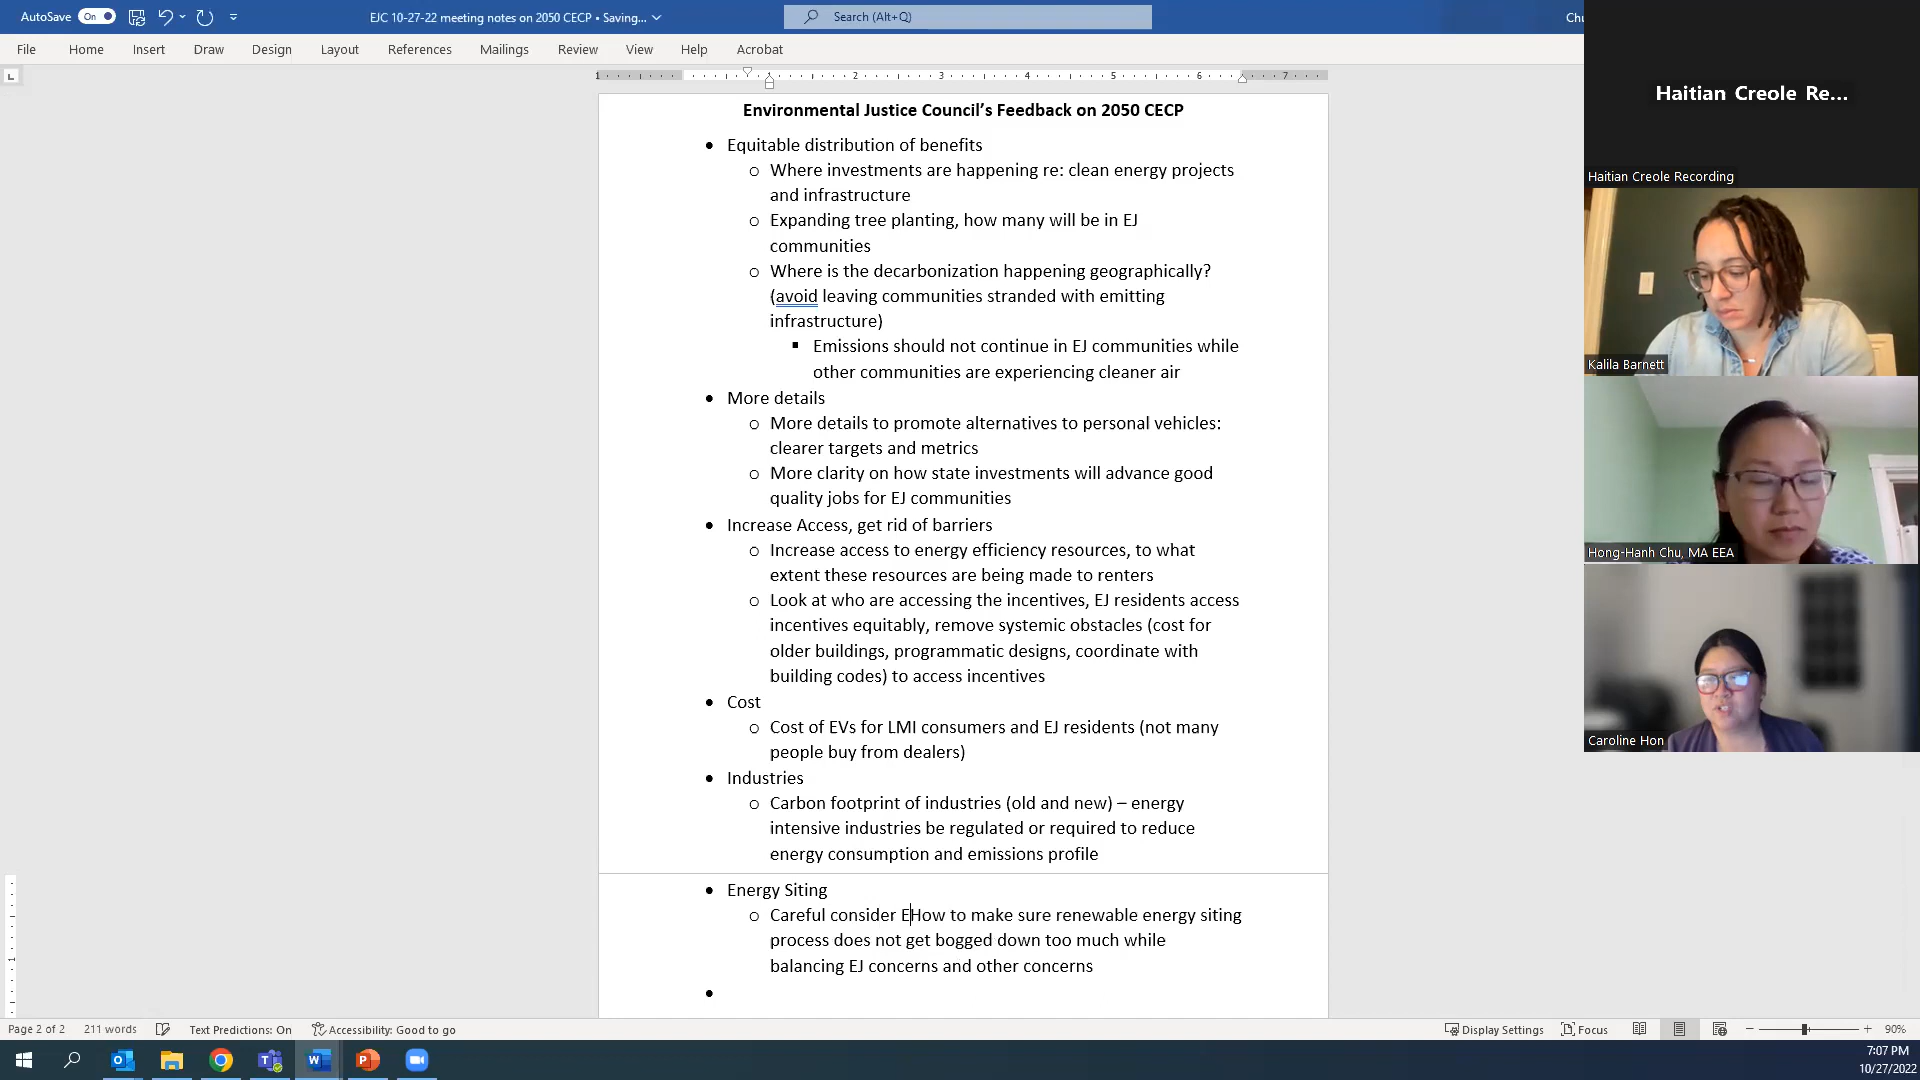 AutoSave On EJC 10-27-22 meeting notes on 2050 CECP • Saving... Search (Alt+Q) Chu
File Home Insert Draw Design Layout References Mailings Review View Help Acrobat
1 2 3 4 5 6 7
Environmental Justice Council's Feedback on 2050 CECP
• Equitable distribution of benefits
o Where investments are happening re: clean energy projects
and infrastructure
o Expanding tree planting, how many will be in EJ
communities
o Where is the decarbonization happening geographically?
(avoid leaving communities stranded with emitting
infrastructure)
▪ Emissions should not continue in EJ communities while
other communities are experiencing cleaner air
• More details
o More details to promote alternatives to personal vehicles:
clearer targets and metrics
o More clarity on how state investments will advance good
quality jobs for EJ communities
• Increase Access, get rid of barriers
o Increase access to energy efficiency resources, to what
extent these resources are being made to renters
o Look at who are accessing the incentives, EJ residents access
incentives equitably, remove systemic obstacles (cost for
older buildings, programmatic designs, coordinate with
building codes) to access incentives
• Cost
o Cost of EVs for LMI consumers and EJ residents (not many
people buy from dealers)
• Industries
o Carbon footprint of industries (old and new) – energy
intensive industries be regulated or required to reduce
energy consumption and emissions profile
• Energy Siting
o Careful consider EHow to make sure renewable energy siting
process does not get bogged down too much while
balancing EJ concerns and other concerns
•
Haitian Creole Re...
Haitian Creole Recording
Kalila Barnett
Hong-Hanh Chu, MA EEA
Caroline Hon
Page 2 of 2 211 words Text Predictions: On Accessibility: Good to go Display Settings Focus 90%
7:07 PM
10/27/2022